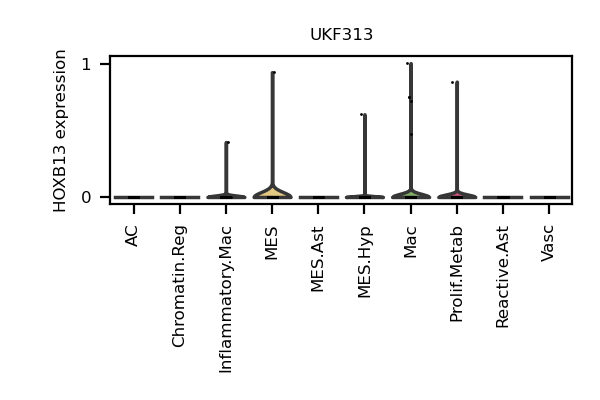 UKF313
HOXB13 expression
1
0
AC
Chromatin.Reg
Inflammatory.Mac
MES
MES.Ast
MES.Hyp
Mac
Prolif.Metab
Reactive.Ast
Vasc